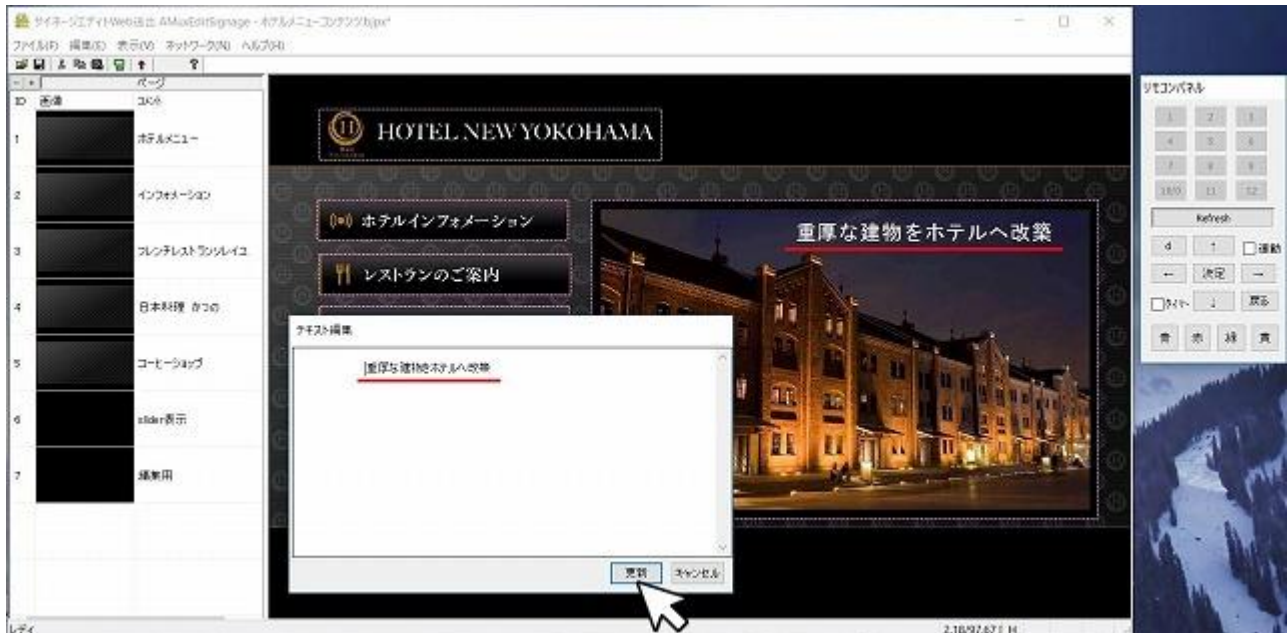 サイネージエディトWeb送出 AMaxEditSignage - ホテルメニューコンテンツb.jpx*
ファイル(F) 編集(E) 表示(V) ネットワーク(N) ヘルプ(H)
- + ページ
ID 画像 コメント
1 ホテルメニュー
2 インフォメーション
3 フレンチレストランソレイユ
4 日本料理 かつの
5 コーヒーショップ
6 slider表示
7 編集用
HOTEL NEW YOKOHAMA
ホテルインフォメーション
レストランのご案内
重厚な建物をホテルへ改築
テキスト編集
重厚な建物をホテルへ改築
更新 キャンセル
リモコンパネル
1 2 3
4 5 6
7 8 9
10/0 11 12
Refresh
d ↑ 連動
← 決定 →
タイマー ↓ 戻る
青 赤 緑 黄
レディ